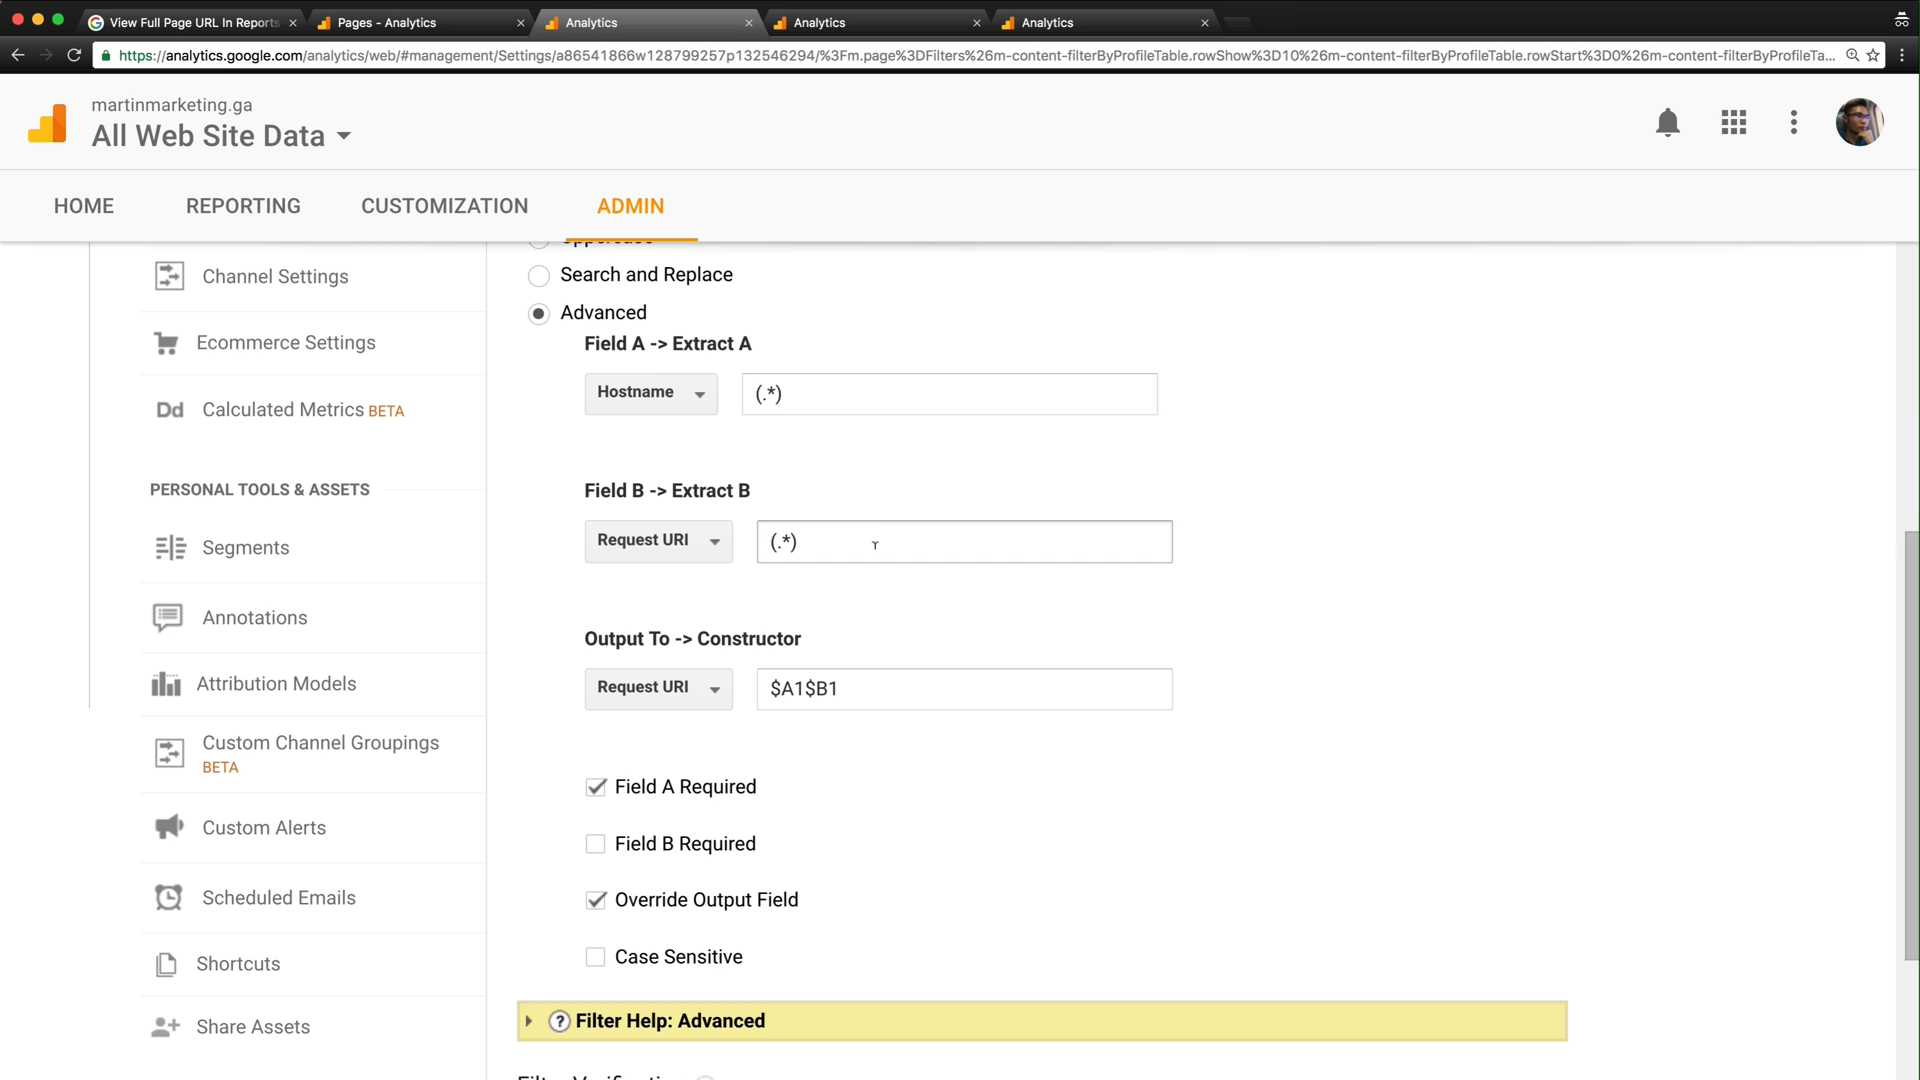 View Full Page URL In Reports
Pages - Analytics
Analytics
Analytics
Analytics
https://analytics.google.com/analytics/web/#management/Settings/a86541866w128799257p132546294/%3Fm.page%3DFilters%26m-content-filterByProfileTable.rowShow%3D10%26m-content-filterByProfileTable.rowStart%3D0%26m-content-filterByProfileTa...
martinmarketing.ga
All Web Site Data
HOME
REPORTING
CUSTOMIZATION
ADMIN
Channel Settings
Ecommerce Settings
Dd Calculated Metrics BETA
PERSONAL TOOLS & ASSETS
Segments
Annotations
Attribution Models
Custom Channel Groupings
BETA
Custom Alerts
Scheduled Emails
Shortcuts
Share Assets
Uppercase
Search and Replace
Advanced
Field A -> Extract A
Hostname
(.*)
Field B -> Extract B
Request URI
(.*)
Output To -> Constructor
Request URI
$A1$B1
Field A Required
Field B Required
Override Output Field
Case Sensitive
? Filter Help: Advanced
Filter Verification